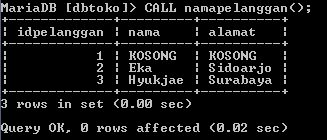 MariaDB [dbtoko]> CALL namapelanggan();
+-------------+---------+----------+
| idpelanggan | nama | alamat |
+-------------+---------+----------+
| 1 | KOSONG | KOSONG |
| 2 | Eka | Sidoarjo |
| 3 | Hyukjae | Surabaya |
+-------------+---------+----------+
3 rows in set (0.00 sec)
Query OK, 0 rows affected (0.02 sec)